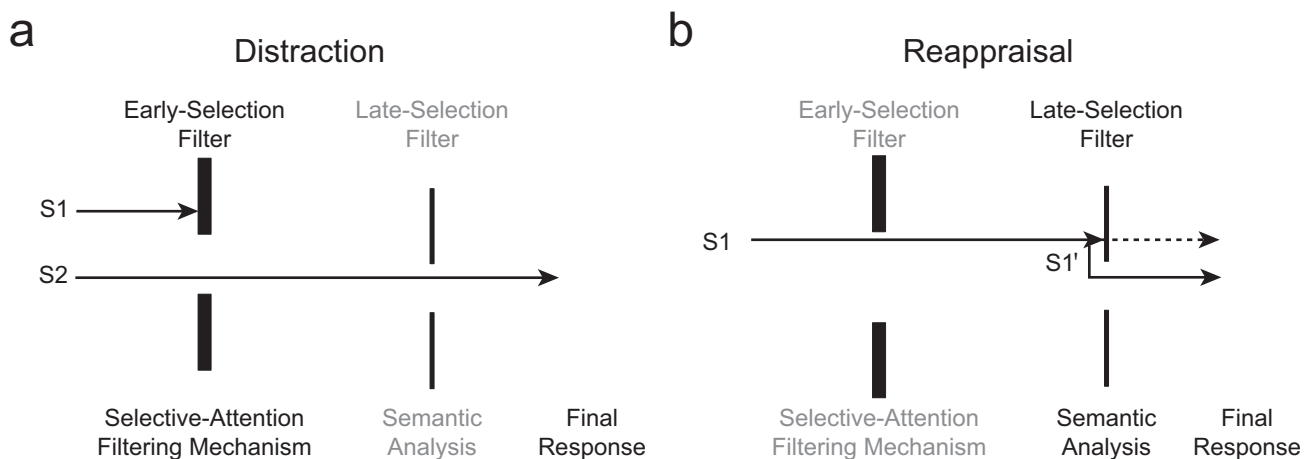 a
Distraction
Early-Selection
Filter
Late-Selection
Filter
S1
S2
Selective-Attention
Filtering Mechanism
Semantic
Analysis
Final
Response
b
Reappraisal
Early-Selection
Filter
Late-Selection
Filter
S1
S1'
Selective-Attention
Filtering Mechanism
Semantic
Analysis
Final
Response